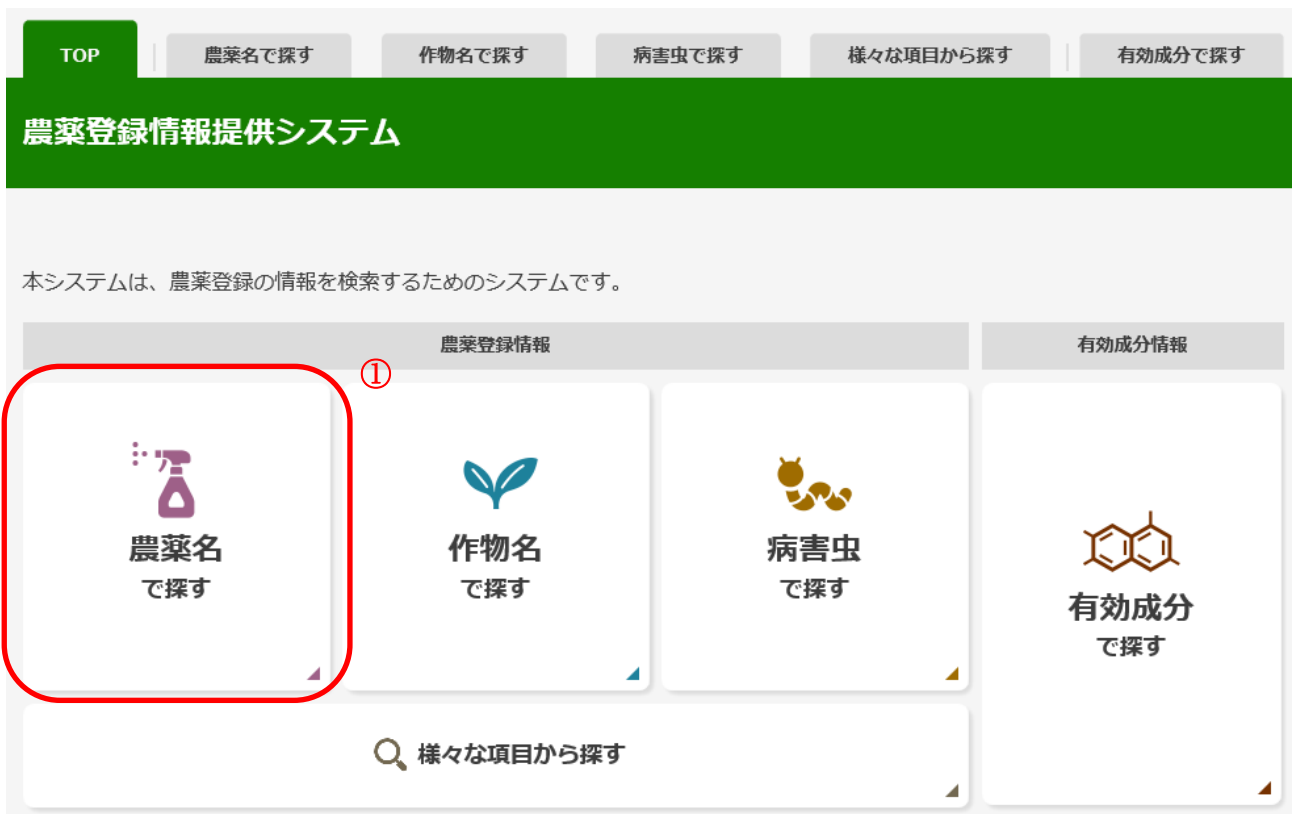 TOP
農薬名で探す
作物名で探す
病害虫で探す
様々な項目から探す
有効成分で探す
農薬登録情報提供システム
本システムは、農薬登録の情報を検索するためのシステムです。
農薬登録情報
有効成分情報
①
農薬名
で探す
作物名
で探す
病害虫
で探す
有効成分
で探す
様々な項目から探す